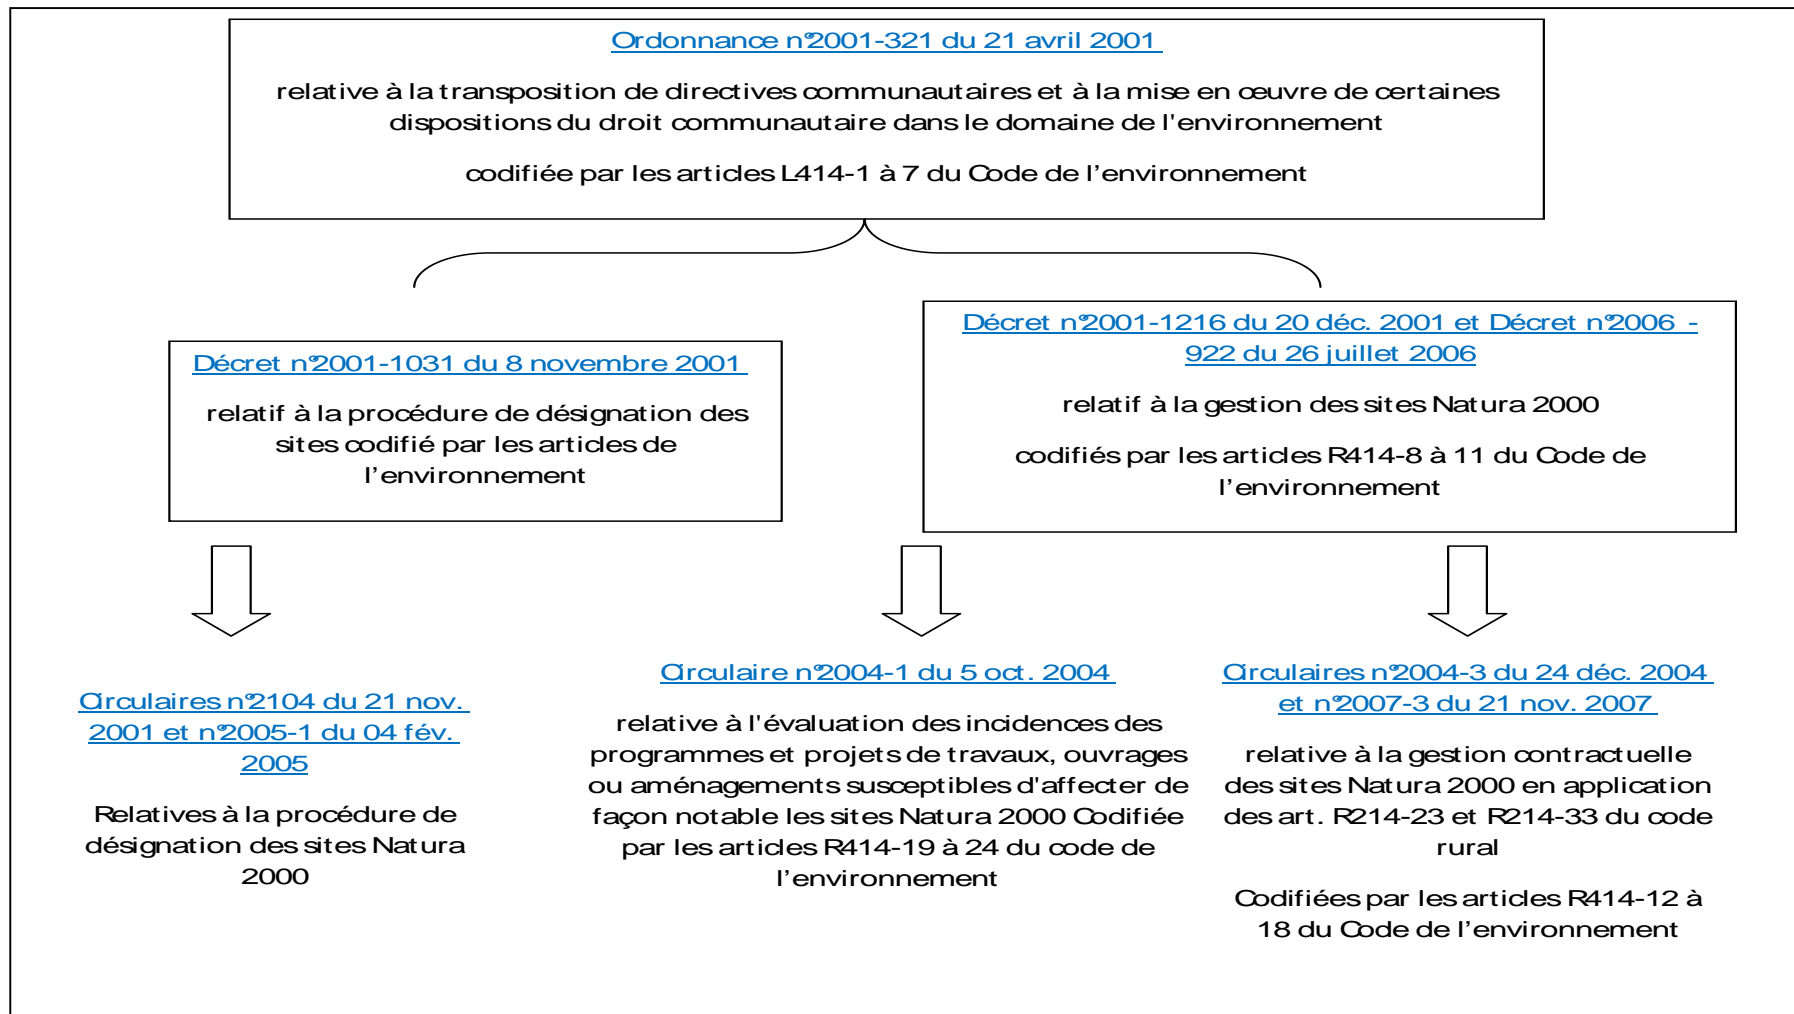 Ordonnance n°2001-321 du 21 avril 2001
relative à la transposition de directives communautaires et à la mise en œuvre de certaines
dispositions du droit communautaire dans le domaine de l'environnement
codifiée par les articles L414-1 à 7 du Code de l'environnement
Décret n°2001-1031 du 8 novembre 2001
relatif à la procédure de désignation des
sites codifié par les articles de
l'environnement
Décret n°2001-1216 du 20 déc. 2001 et Décret n°2006 -
922 du 26 juillet 2006
relatif à la gestion des sites Natura 2000
codifiés par les articles R414-8 à 11 du Code de
l'environnement
Circulaires n°2104 du 21 nov.
2001 et n°2005-1 du 04 fév.
2005
Relatives à la procédure de
désignation des sites Natura
2000
Circulaire n°2004-1 du 5 oct. 2004
relative à l'évaluation des incidences des
programmes et projets de travaux, ouvrages
ou aménagements susceptibles d'affecter de
façon notable les sites Natura 2000 Codifiée
par les articles R414-19 à 24 du code de
l'environnement
Circulaires n°2004-3 du 24 déc. 2004
et n°2007-3 du 21 nov. 2007
relative à la gestion contractuelle
des sites Natura 2000 en application
des art. R214-23 et R214-33 du code
rural
Codifiées par les articles R414-12 à
18 du Code de l'environnement